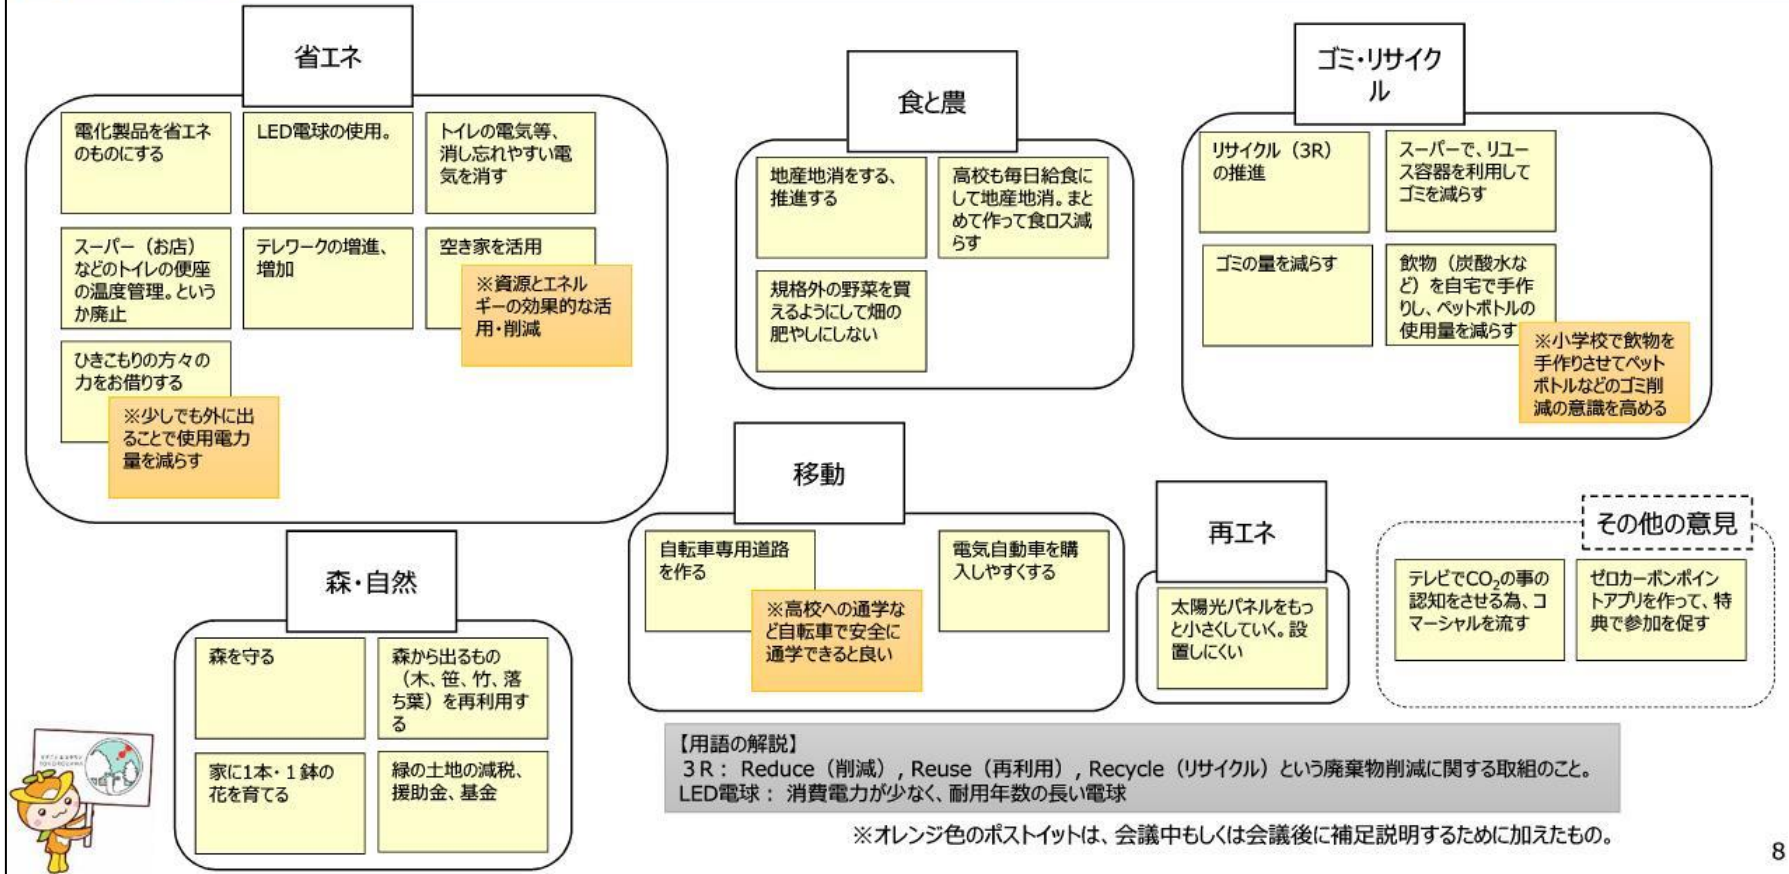 省エネ
電化製品を省エネ
のものにする
LED電球の使用。
トイレの電気等、
消し忘れやすい電
気を消す
スーパー（お店）
などのトイレの便座
の温度管理。という
か廃止
テレワークの増進、
増加
空き家を活用
※資源とエネル
ギーの効果的な活
用・削減
ひきこもりの方々の
力をお借りする
※少しでも外に出
ることで使用電力
量を減らす
食と農
地産地消をする、
推進する
高校も毎日給食に
して地産地消。まと
めて作って食ロス減
らす
規格外の野菜を買
えるようにして畑の
肥やしにしない
ゴミ・リサイク
ル
リサイクル（3R）
の推進
スーパーで、リユー
ス容器を利用して
ゴミを減らす
ゴミの量を減らす
飲物（炭酸水な
ど）を自宅で手作
りし、ペットボトルの
使用量を減らす
※小学校で飲物を
手作りさせてペット
ボトルなどのゴミ削
減の意識を高める
森・自然
森を守る
森から出るもの
（木、笹、竹、落
ち葉）を再利用す
る
家に1本・１鉢の
花を育てる
緑の土地の減税、
援助金、基金
移動
自転車専用道路
を作る
※高校への通学な
ど自転車で安全に
通学できると良い
電気自動車を購
入しやすくする
再エネ
太陽光パネルをもっ
と小さくしていく。設
置しにくい
その他の意見
テレビでCO₂の事の
認知をさせる為、コ
マーシャルを流す
ゼロカーボンポイン
トアプリを作って、特
典で参加を促す
【用語の解説】
３R： Reduce（削減）, Reuse（再利用）, Recycle（リサイクル）という廃棄物削減に関する取組のこと。
LED電球： 消費電力が少なく、耐用年数の長い電球
※オレンジ色のポストイットは、会議中もしくは会議後に補足説明するために加えたもの。
8